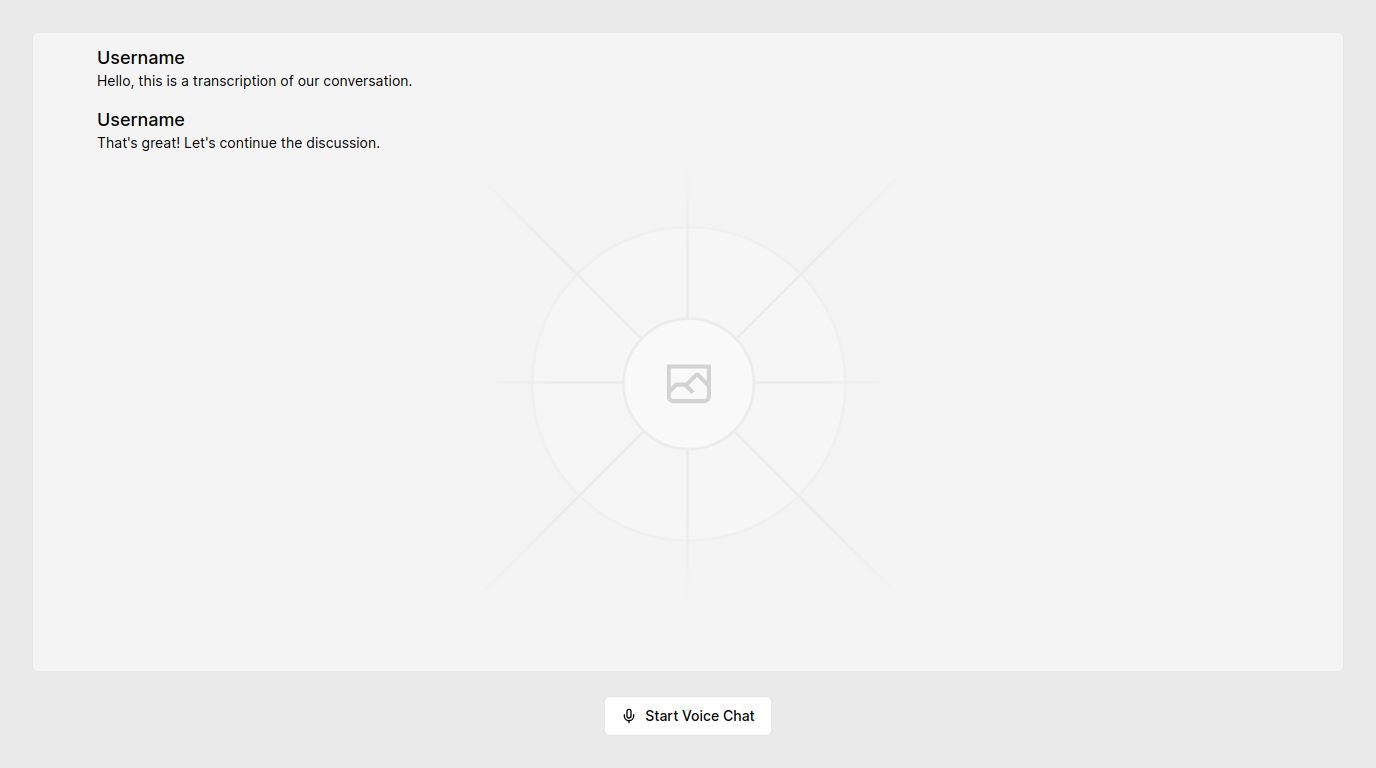 Username
Hello, this is a transcription of our conversation.
Username
That's great! Let's continue the discussion.
Start Voice Chat